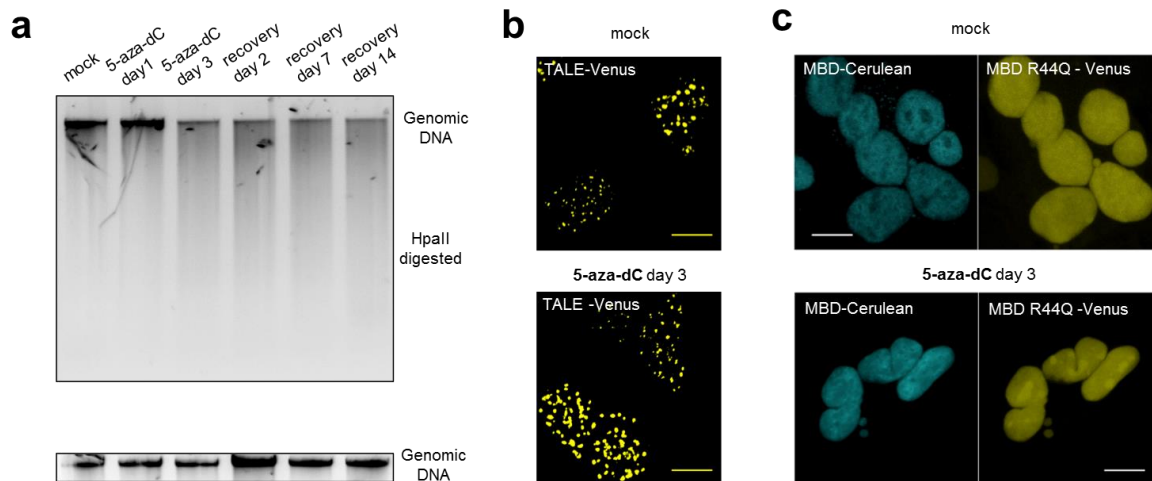 a
mock
5-aza-dC
day1
5-aza-dC
day 3
recovery
day 2
recovery
day 7
recovery
day 14
Genomic
DNA
HpaII
digested
Genomic
DNA
b
mock
TALE-Venus
5-aza-dC day 3
TALE -Venus
c
mock
MBD-Cerulean
MBD R44Q - Venus
5-aza-dC day 3
MBD-Cerulean
MBD R44Q -Venus